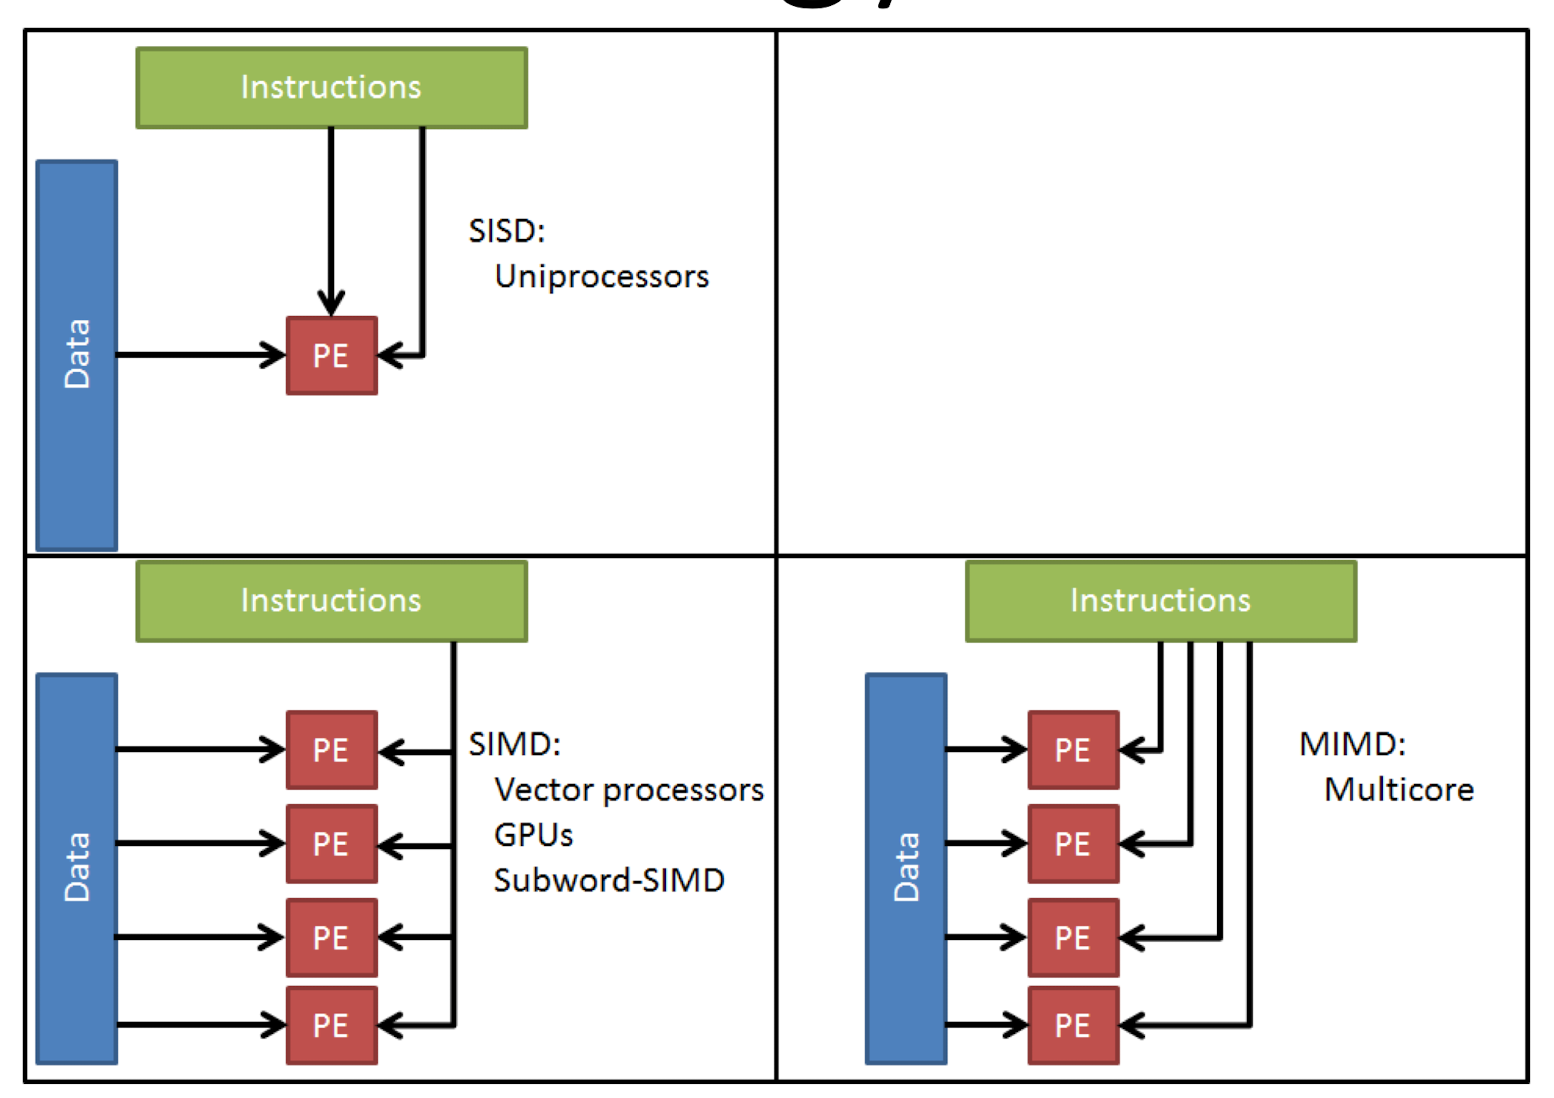 Instructions
SISD:
Uniprocessors
Data
PE
Instructions
Data
PE
PE
PE
PE
SIMD:
Vector processors
GPUs
Subword-SIMD
Instructions
Data
PE
PE
PE
PE
MIMD:
Multicore